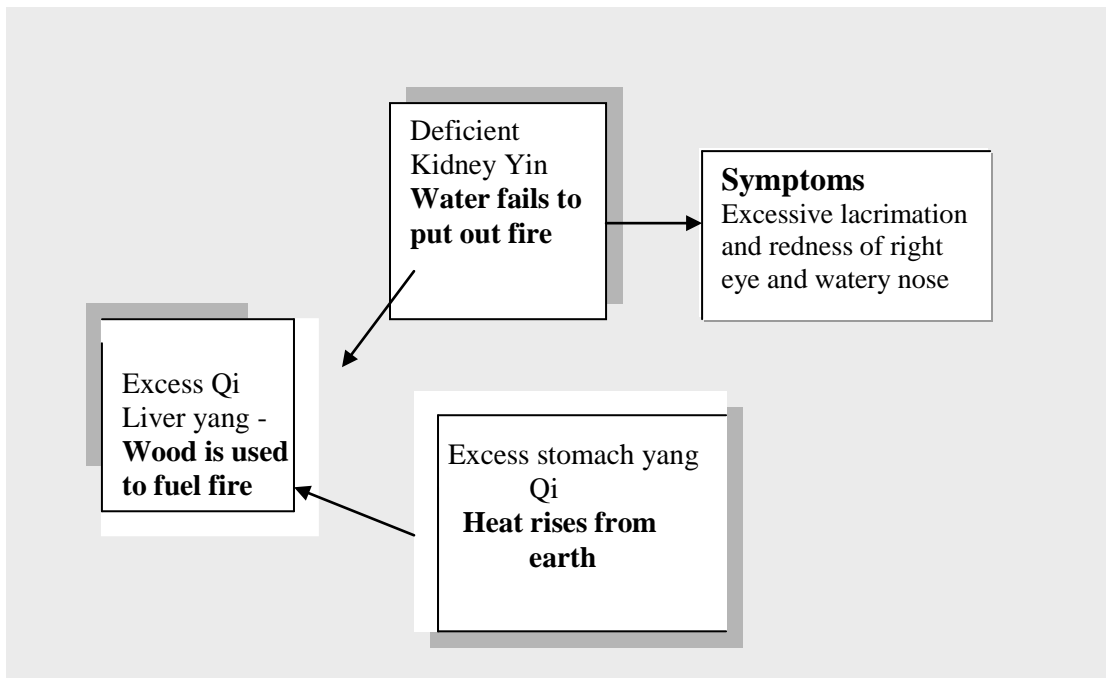 Deficient
Kidney Yin
Water fails to
put out fire
Symptoms
Excessive lacrimation
and redness of right
eye and watery nose
Excess Qi
Liver yang -
Wood is used
to fuel fire
Excess stomach yang
Qi
Heat rises from
earth